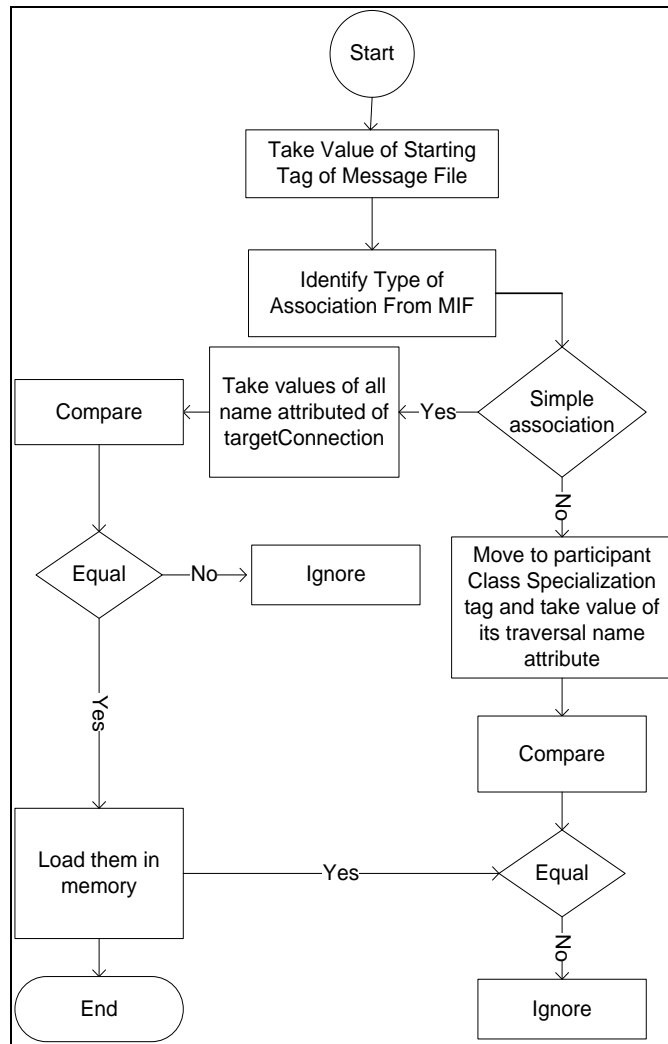 Start
Take Value of Starting
Tag of Message File
Identify Type of
Association From MIF
Simple
association
Yes
Take values of all
name attributed of
targetConnection
Compare
Equal
No
Ignore
Yes
Load them in
memory
End
No
Move to participant
Class Specialization
tag and take value of
its traversal name
attribute
Compare
Equal
Yes
No
Ignore